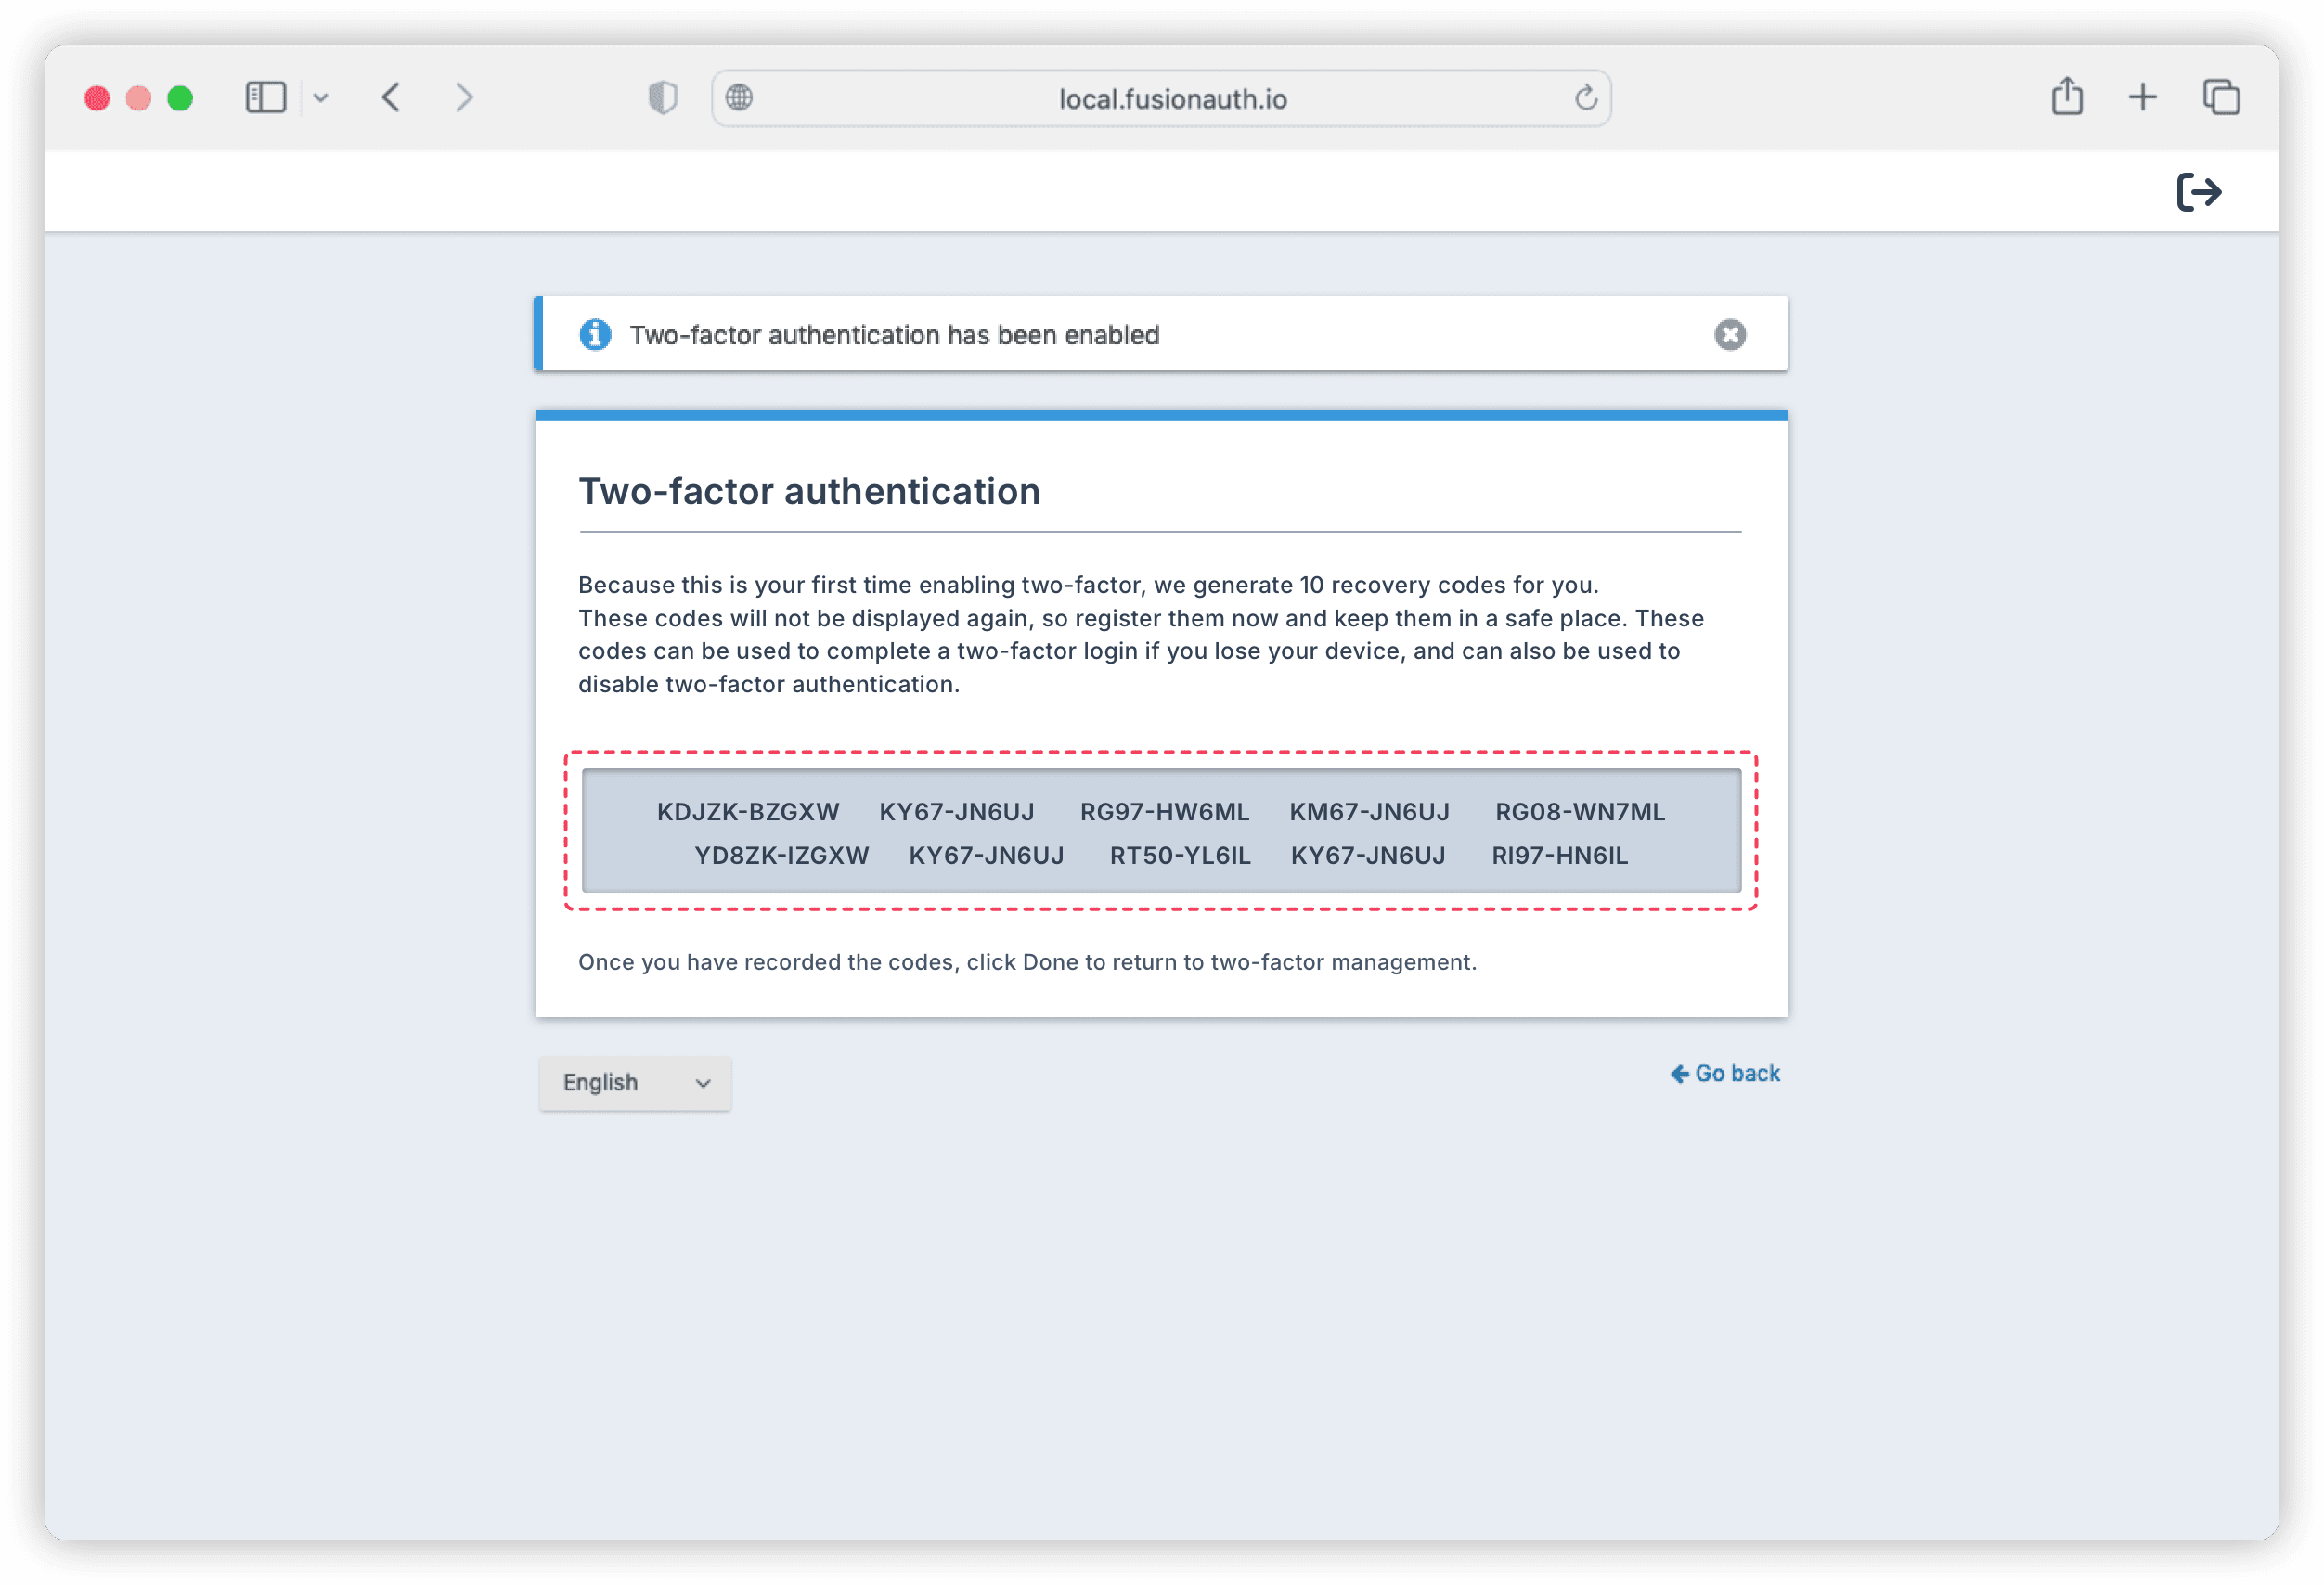 local.fusionauth.io
Two-factor authentication has been enabled
Two-factor authentication
Because this is your first time enabling two-factor, we generate 10 recovery codes for you.
These codes will not be displayed again, so register them now and keep them in a safe place. These
codes can be used to complete a two-factor login if you lose your device, and can also be used to
disable two-factor authentication.
KDJZK-BZGXW KY67-JN6UJ RG97-HW6ML KM67-JN6UJ RG08-WN7ML
YD8ZK-IZGXW KY67-JN6UJ RT50-YL6IL KY67-JN6UJ RI97-HN6IL
Once you have recorded the codes, click Done to return to two-factor management.
English
Go back